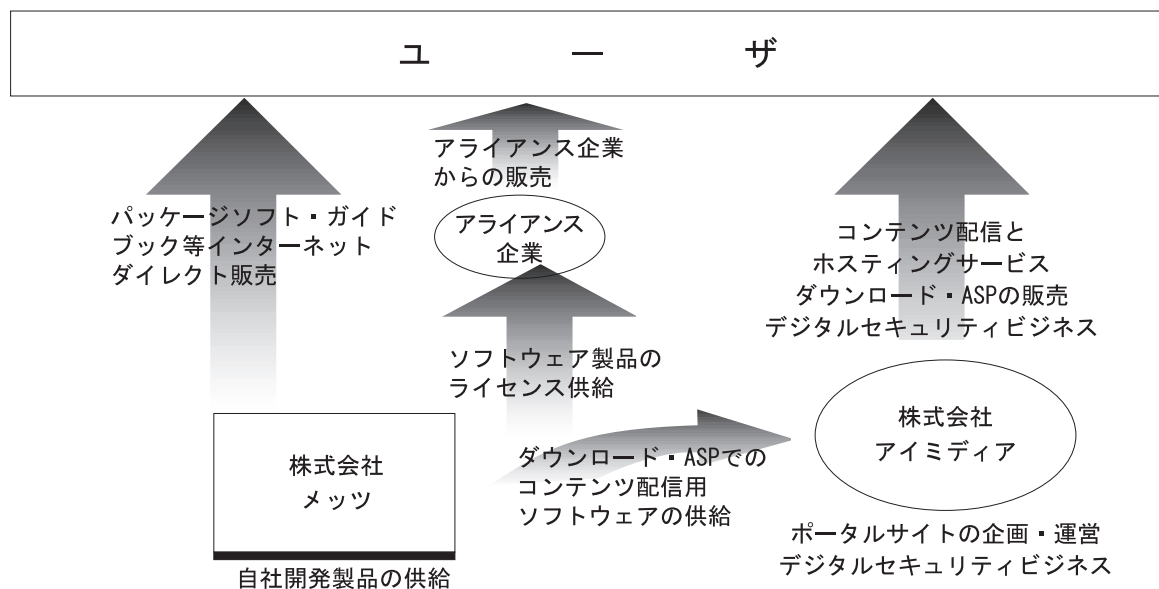 ユーザ
アライアンス企業
からの販売
パッケージソフト・ガイド
ブック等インターネット
ダイレクト販売
アライアンス
企業
コンテンツ配信と
ホスティングサービス
ダウンロード・ASPの販売
デジタルセキュリティビジネス
ソフトウェア製品の
ライセンス供給
株式会社
メッツ
ダウンロード・ASPでの
コンテンツ配信用
ソフトウェアの供給
株式会社
アイミディア
自社開発製品の供給
ポータルサイトの企画・運営
デジタルセキュリティビジネス